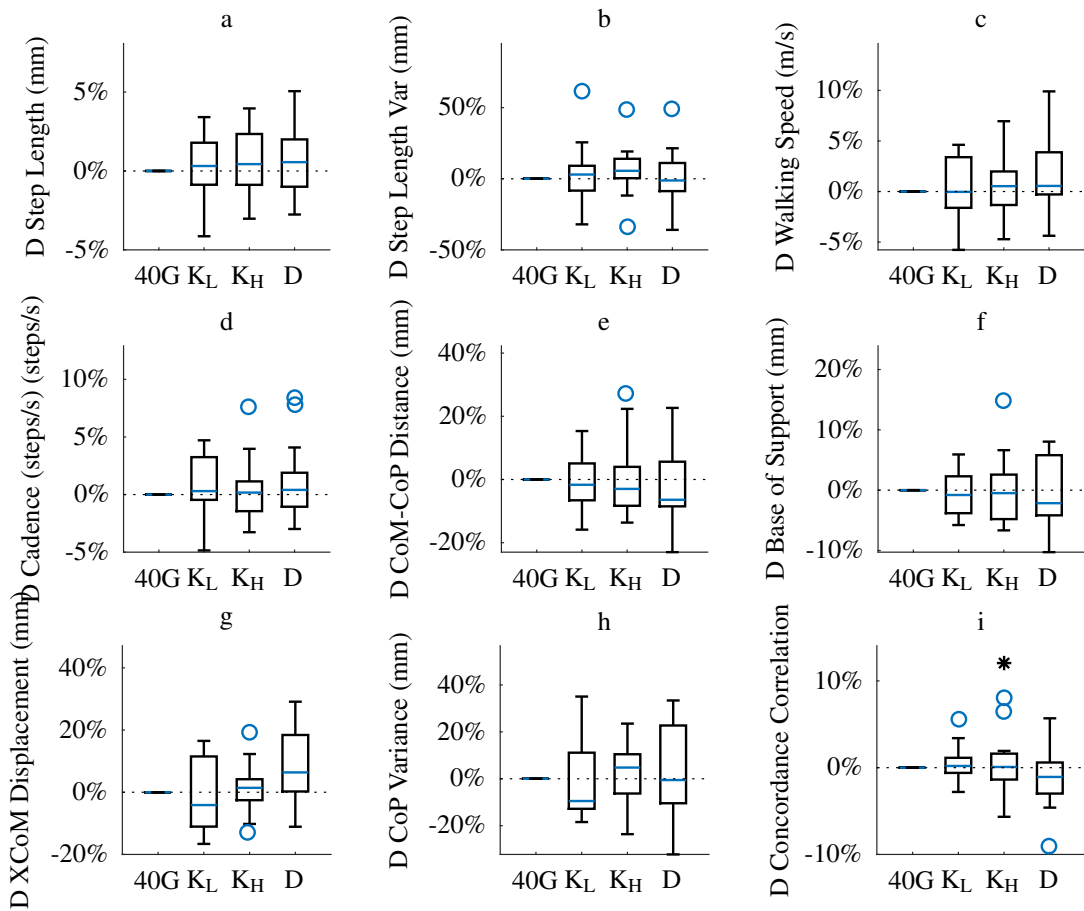 a
D Step Length (mm)
5%
0%
-5%
40G K_L K_H D
b
D Step Length Var (mm)
50%
0%
-50%
40G K_L K_H D
c
D Walking Speed (m/s)
10%
5%
0%
-5%
40G K_L K_H D
d
D Cadence (steps/s) (steps/s)
10%
5%
0%
-5%
40G K_L K_H D
e
D CoM-CoP Distance (mm)
40%
20%
0%
-20%
40G K_L K_H D
f
D Base of Support (mm)
20%
10%
0%
-10%
40G K_L K_H D
g
D XCoM Displacement (mm)
40%
20%
0%
-20%
40G K_L K_H D
h
D CoP Variance (mm)
40%
20%
0%
-20%
40G K_L K_H D
i
D Concordance Correlation
10%
0%
-10%
*
40G K_L K_H D